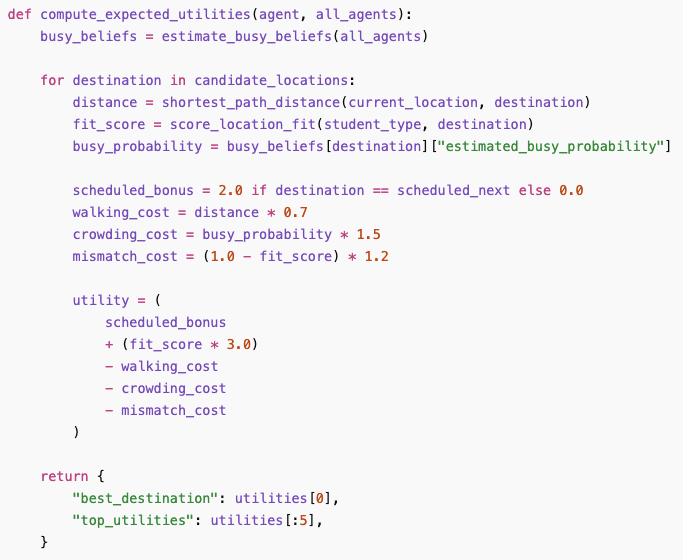 def compute_expected_utilities(agent, all_agents):
    busy_beliefs = estimate_busy_beliefs(all_agents)

    for destination in candidate_locations:
        distance = shortest_path_distance(current_location, destination)
        fit_score = score_location_fit(student_type, destination)
        busy_probability = busy_beliefs[destination]["estimated_busy_probability"]

        scheduled_bonus = 2.0 if destination == scheduled_next else 0.0
        walking_cost = distance * 0.7
        crowding_cost = busy_probability * 1.5
        mismatch_cost = (1.0 - fit_score) * 1.2

        utility = (
            scheduled_bonus
            + (fit_score * 3.0)
            - walking_cost
            - crowding_cost
            - mismatch_cost
        )

    return {
        "best_destination": utilities[0],
        "top_utilities": utilities[:5],
    }